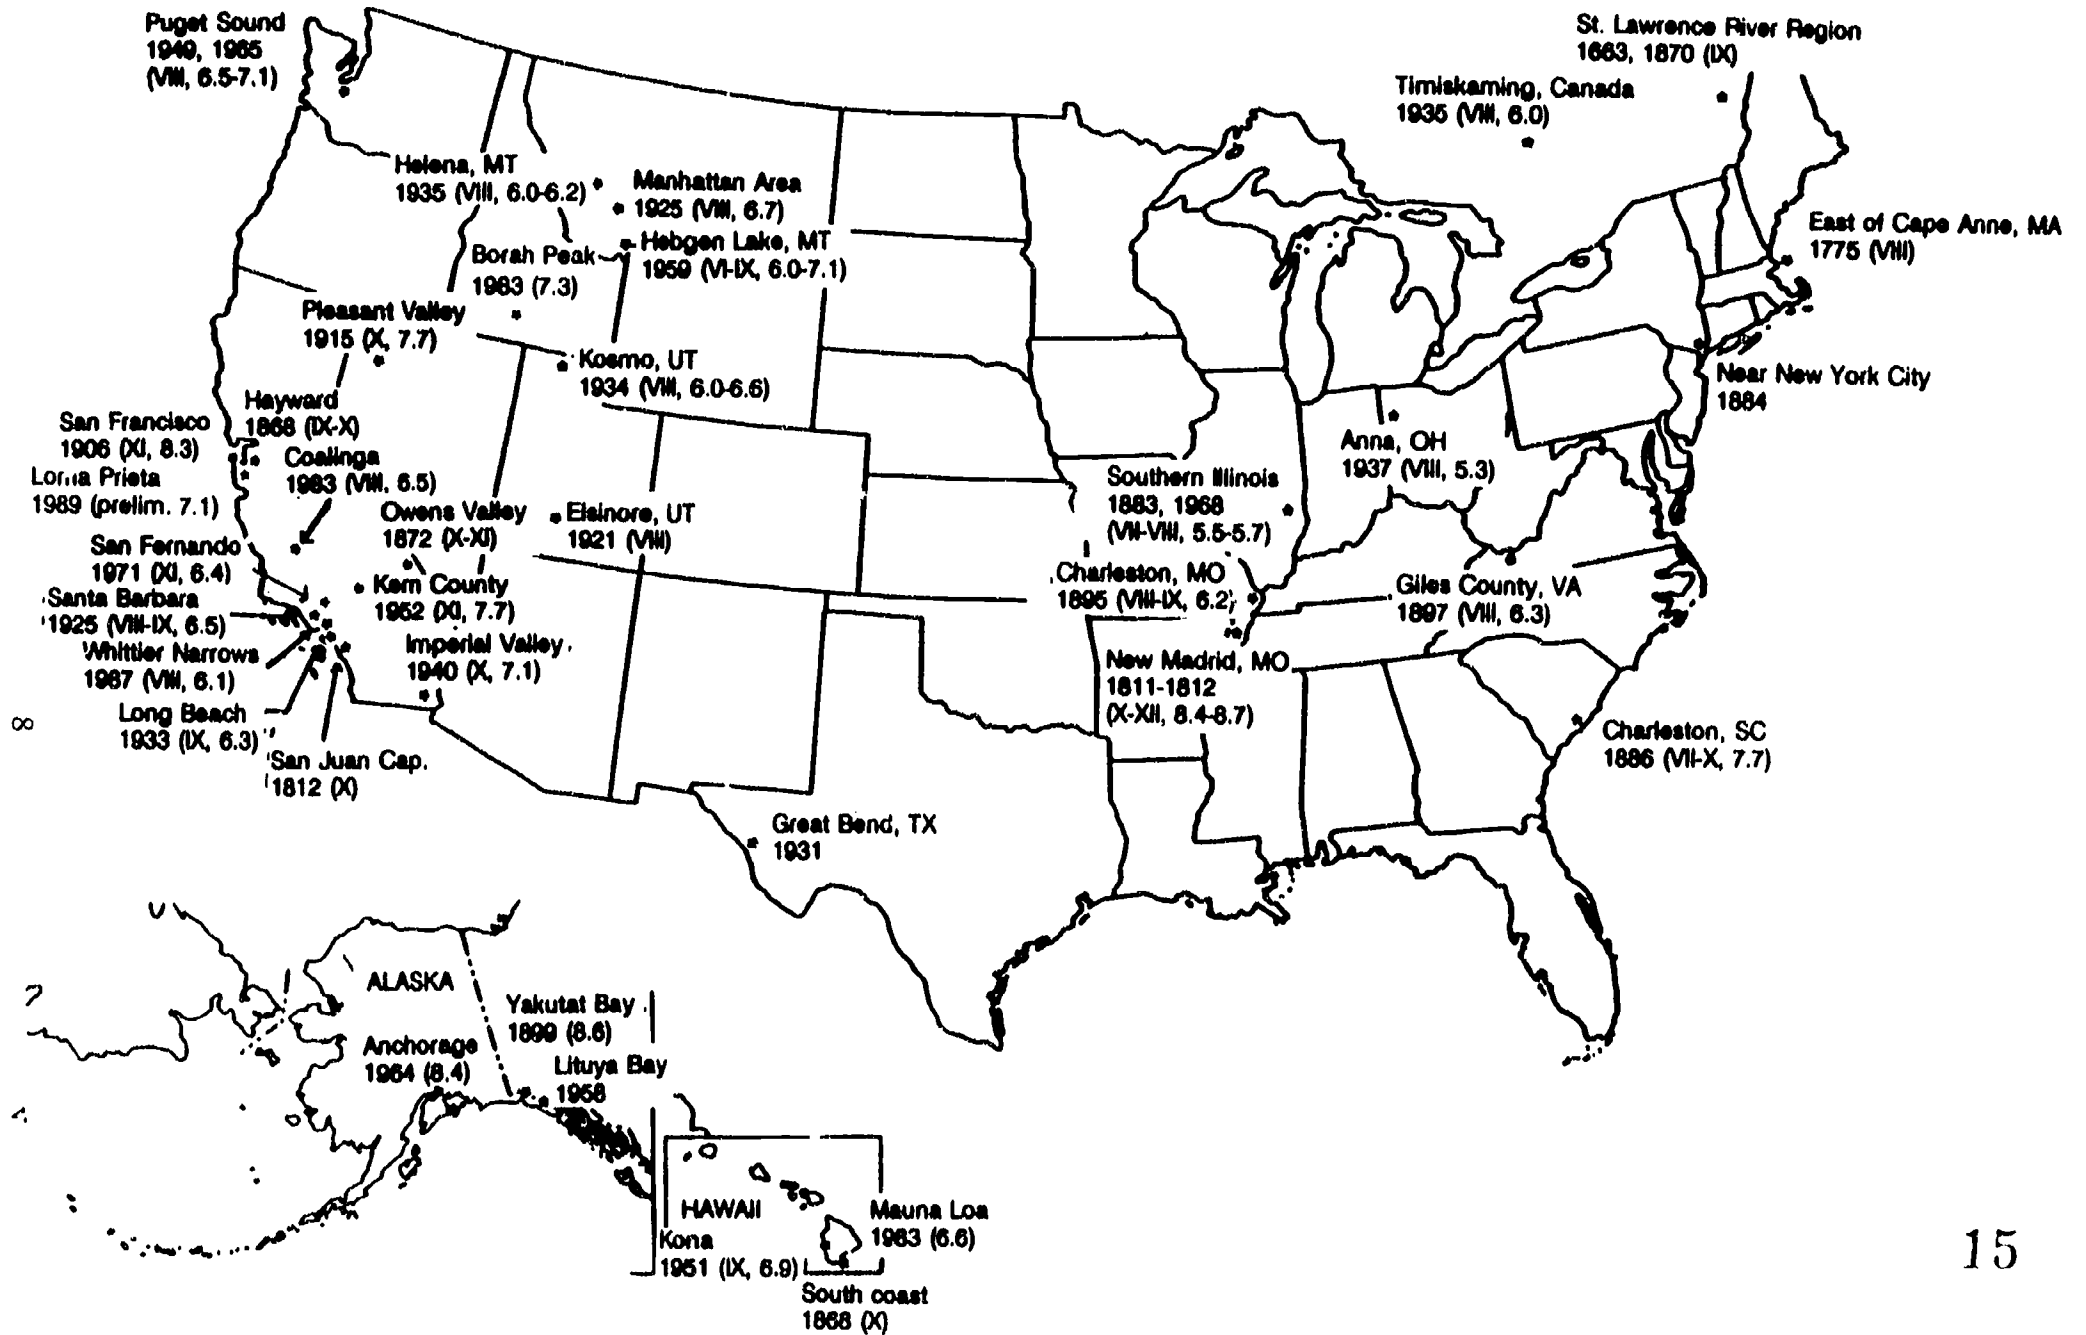 Puget Sound
1949, 1965
(VIII, 6.5-7.1)
St. Lawrence River Region
1663, 1870 (IX)
Timiskaming, Canada
1935 (VIII, 6.0)
Helena, MT
1935 (VIII, 6.0-6.2)
Manhattan Area
1925 (VIII, 6.7)
Hebgen Lake, MT
1959 (VI-IX, 6.0-7.1)
Borah Peak
1983 (7.3)
East of Cape Anne, MA
1775 (VIII)
Pleasant Valley
1915 (X, 7.7)
Kosmo, UT
1934 (VIII, 6.0-6.6)
Near New York City
1884
Hayward
1868 (IX-X)
San Francisco
1906 (XI, 8.3)
Coalinga
1983 (VIII, 6.5)
Loma Prieta
1989 (prelim. 7.1)
Anna, OH
1937 (VIII, 5.3)
Southern Illinois
1883, 1968
(VII-VIII, 5.5-5.7)
Owens Valley
1872 (X-XI)
Elsinore, UT
1921 (VIII)
San Fernando
1971 (XI, 6.4)
Kern County
1952 (XI, 7.7)
Charleston, MO
1895 (VIII-IX, 6.2)
Giles County, VA
1897 (VIII, 6.3)
Santa Barbara
1925 (VIII-IX, 6.5)
Whittier Narrows
1987 (VIII, 6.1)
Imperial Valley
1940 (X, 7.1)
New Madrid, MO
1811-1812
(X-XII, 8.4-8.7)
Long Beach
1933 (IX, 6.3)
San Juan Cap.
1812 (X)
Charleston, SC
1886 (VII-X, 7.7)
Great Bend, TX
1931
ALASKA
Yakutat Bay
1899 (8.6)
Anchorage
1964 (8.4)
Lituya Bay
1958
HAWAII
Mauna Loa
1983 (6.6)
Kona
1951 (IX, 6.9)
South coast
1868 (X)
8
15